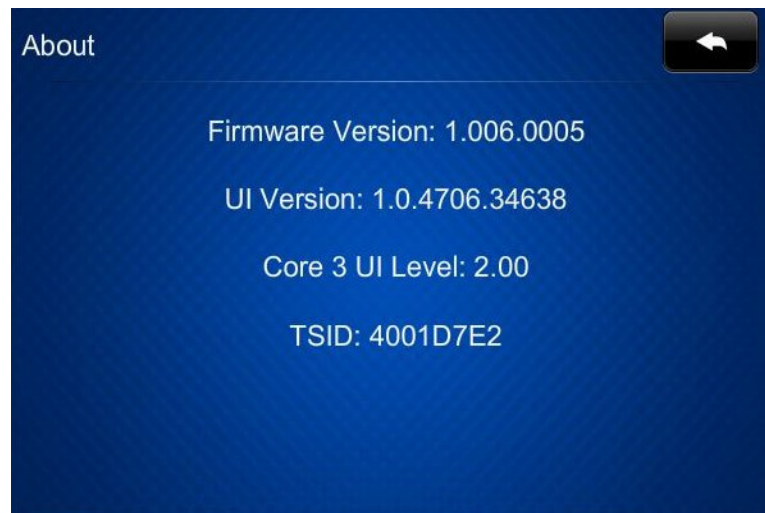 About
Firmware Version: 1.006.0005
UI Version: 1.0.4706.34638
Core 3 UI Level: 2.00
TSID: 4001D7E2